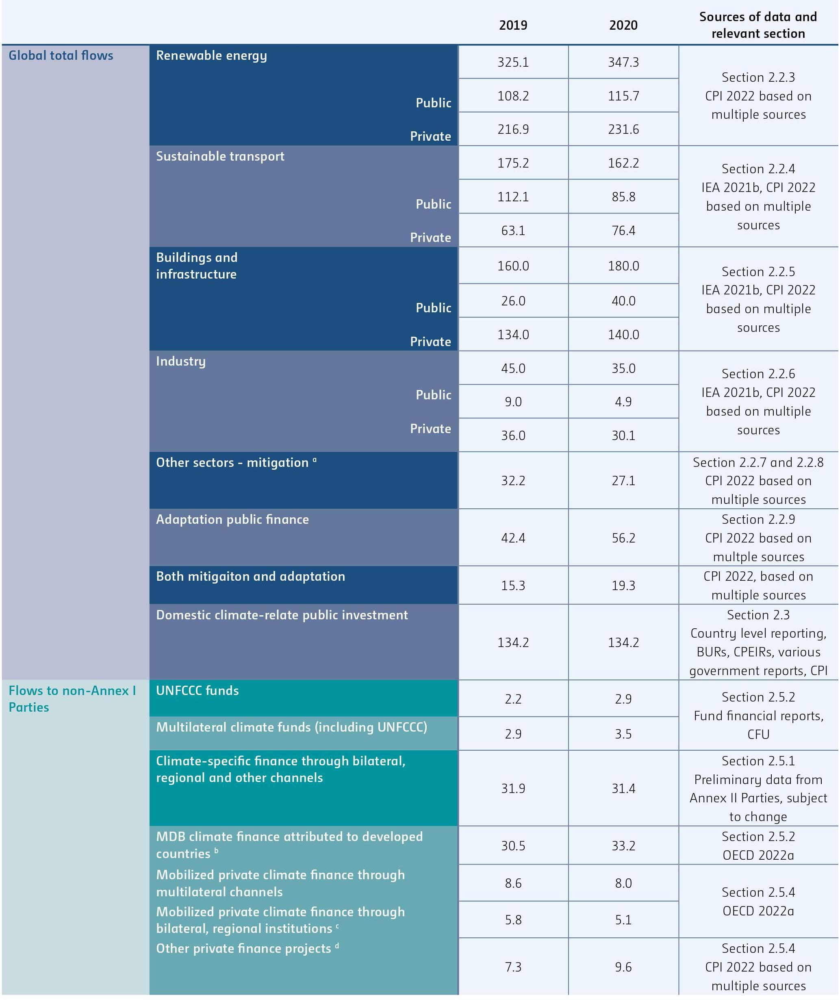 2019 2020 Sources of data and
relevant section
Global total flows
Renewable energy
325.1 347.3
Public
108.2 115.7
Private
216.9 231.6
Section 2.2.3
CPI 2022 based on
multiple sources
Sustainable transport
175.2 162.2
Public
112.1 85.8
Private
63.1 76.4
Section 2.2.4
IEA 2021b, CPI 2022
based on multiple
sources
Buildings and
infrastructure
160.0 180.0
Public
26.0 40.0
Private
134.0 140.0
Section 2.2.5
IEA 2021b, CPI 2022
based on multiple
sources
Industry
45.0 35.0
Public
9.0 4.9
Private
36.0 30.1
Section 2.2.6
IEA 2021b, CPI 2022
based on multiple
sources
Other sectors - mitigation a
32.2 27.1
Section 2.2.7 and 2.2.8
CPI 2022 based on
multiple sources
Adaptation public finance
42.4 56.2
Section 2.2.9
CPI 2022 based on
multple sources
Both mitigaiton and adaptation
15.3 19.3
CPI 2022, based on
multiple sources
Domestic climate-relate public investment
134.2 134.2
Section 2.3
Country level reporting,
BURs, CPEIRs, various
government reports, CPI
Flows to non-Annex I
Parties
UNFCCC funds
2.2 2.9
Multilateral climate funds (including UNFCCC)
2.9 3.5
Section 2.5.2
Fund financial reports,
CFU
Climate-specific finance through bilateral,
regional and other channels
31.9 31.4
Section 2.5.1
Preliminary data from
Annex II Parties, subject
to change
MDB climate finance attributed to developed
countries b
30.5 33.2
Section 2.5.2
OECD 2022a
Mobilized private climate finance through
multilateral channels
8.6 8.0
Mobilized private climate finance through
bilateral, regional institutions c
5.8 5.1
Section 2.5.4
OECD 2022a
Other private finance projects d
7.3 9.6
Section 2.5.4
CPI 2022 based on
multiple sources